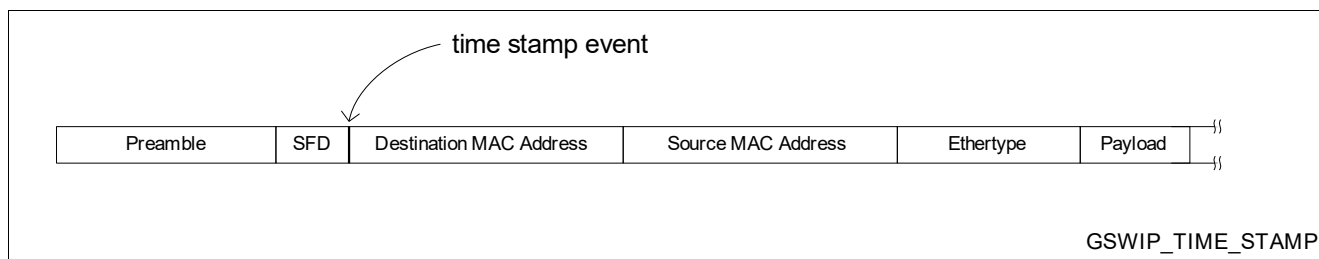 time stamp event
Preamble SFD Destination MAC Address Source MAC Address Ethertype Payload
GSWIP_TIME_STAMP